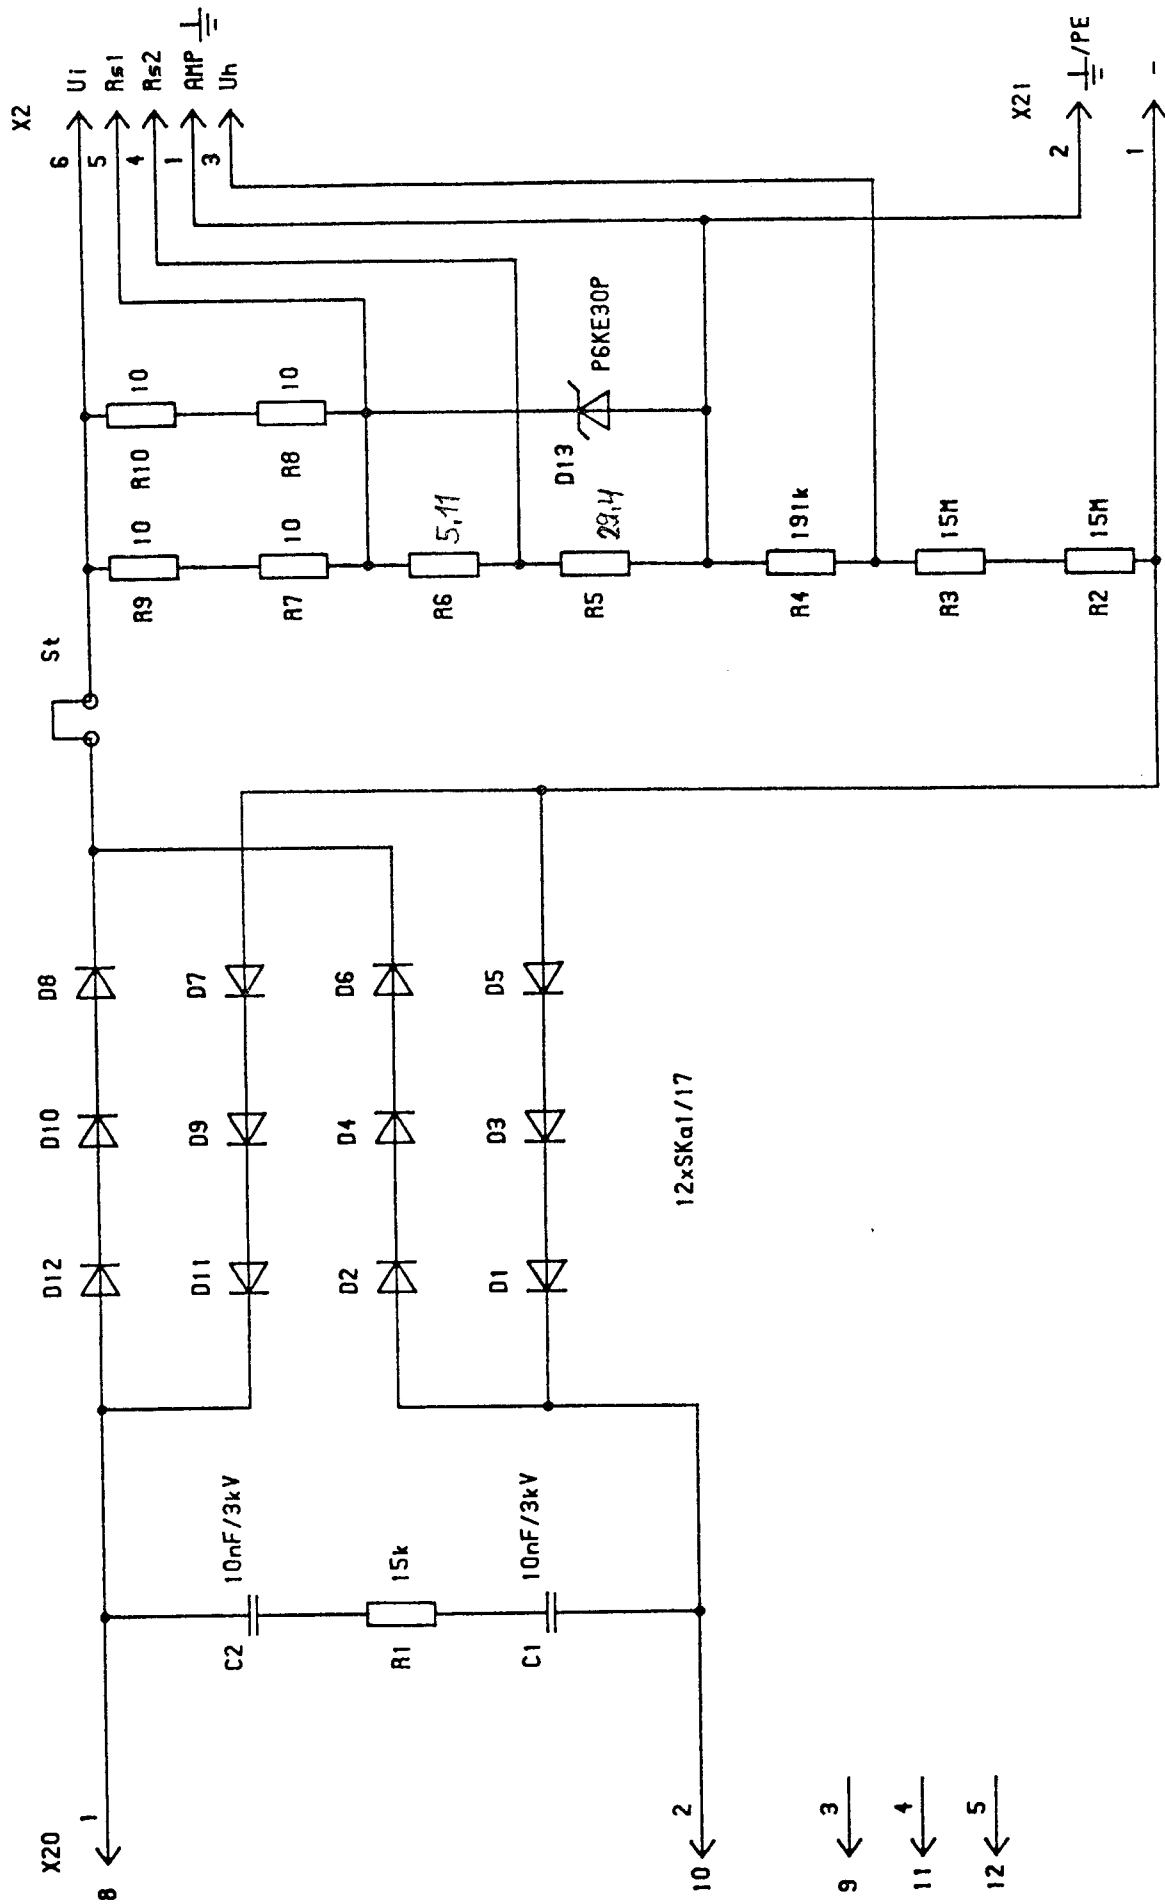 X20
1
8
2
10
3
9
4
11
5
12
C2
10nF/3kV
R1
15k
C1
10nF/3kV
D12
D10
D8
D11
D9
D7
D2
D4
D6
D1
D3
D5
12xSKa1/17
St
R9
10
R7
10
R10
10
R8
10
R6
5,11
R5
29,4
D13
P6KE30P
R4
191k
R3
15M
R2
15M
X2
6
Ui
5
Rs1
4
Rs2
1
AMP
3
Uh
X21
2
/PE
1
-